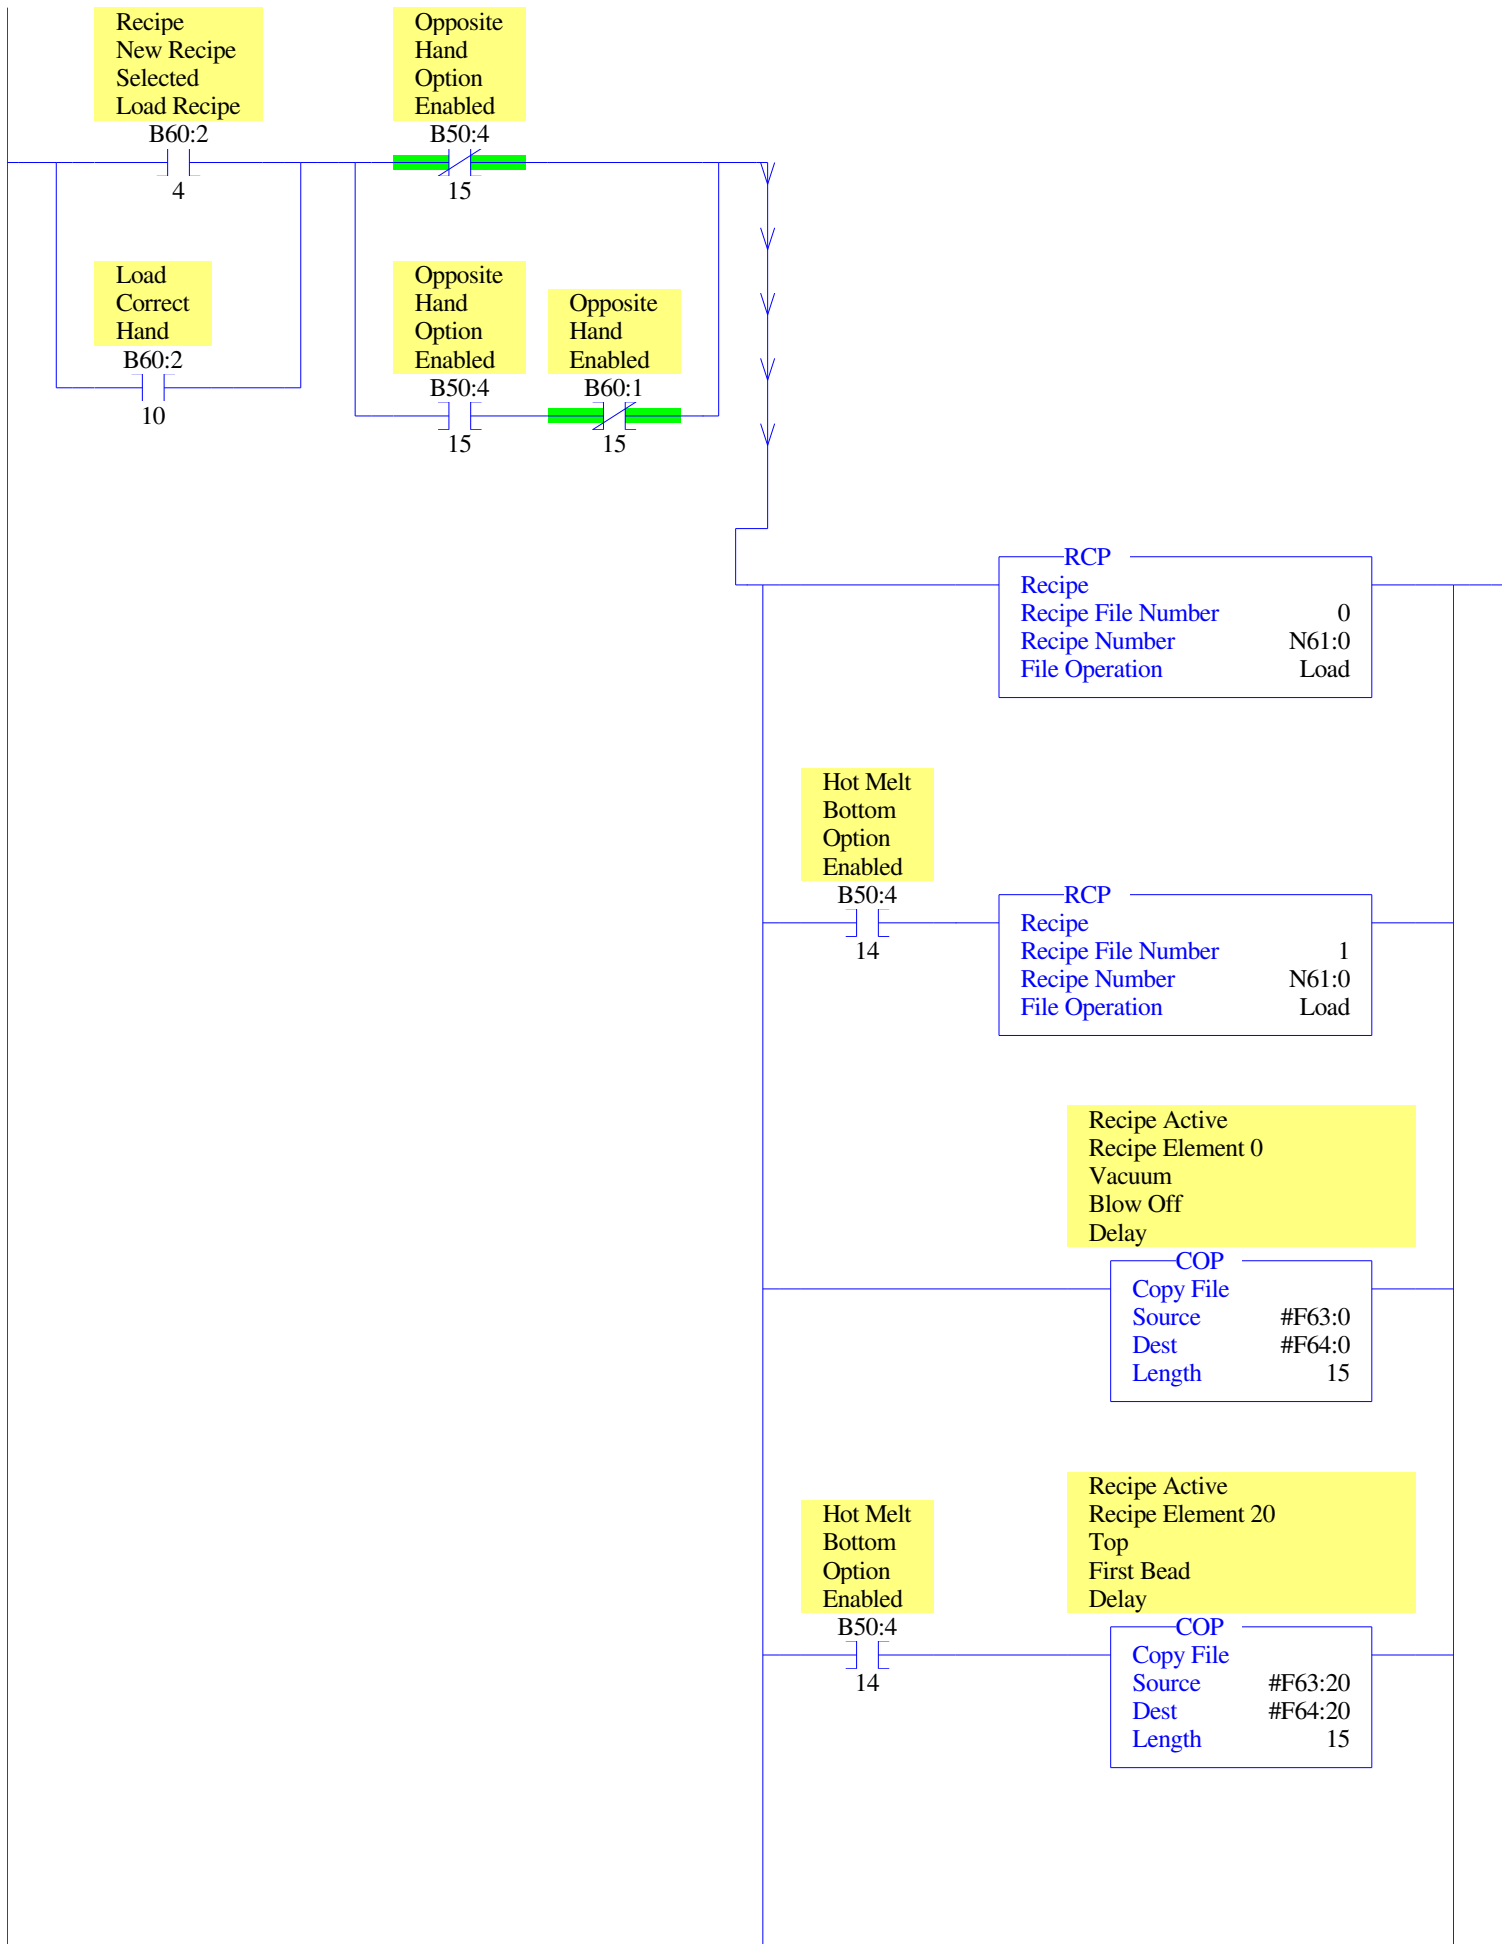 Recipe
New Recipe
Selected
Load Recipe
B60:2
4
Opposite
Hand
Option
Enabled
B50:4
15
Load
Correct
Hand
B60:2
10
Opposite
Hand
Option
Enabled
B50:4
15
Opposite
Hand
Enabled
B60:1
15
RCP
Recipe
Recipe File Number 0
Recipe Number N61:0
File Operation Load
Hot Melt
Bottom
Option
Enabled
B50:4
14
RCP
Recipe
Recipe File Number 1
Recipe Number N61:0
File Operation Load
Recipe Active
Recipe Element 0
Vacuum
Blow Off
Delay
COP
Copy File
Source #F63:0
Dest #F64:0
Length 15
Hot Melt
Bottom
Option
Enabled
B50:4
14
Recipe Active
Recipe Element 20
Top
First Bead
Delay
COP
Copy File
Source #F63:20
Dest #F64:20
Length 15